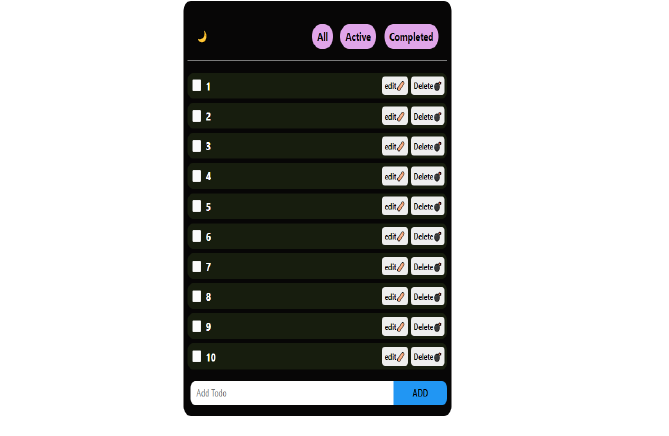 All Active Completed
1 edit Delete
2 edit Delete
3 edit Delete
4 edit Delete
5 edit Delete
6 edit Delete
7 edit Delete
8 edit Delete
9 edit Delete
10 edit Delete
Add Todo ADD